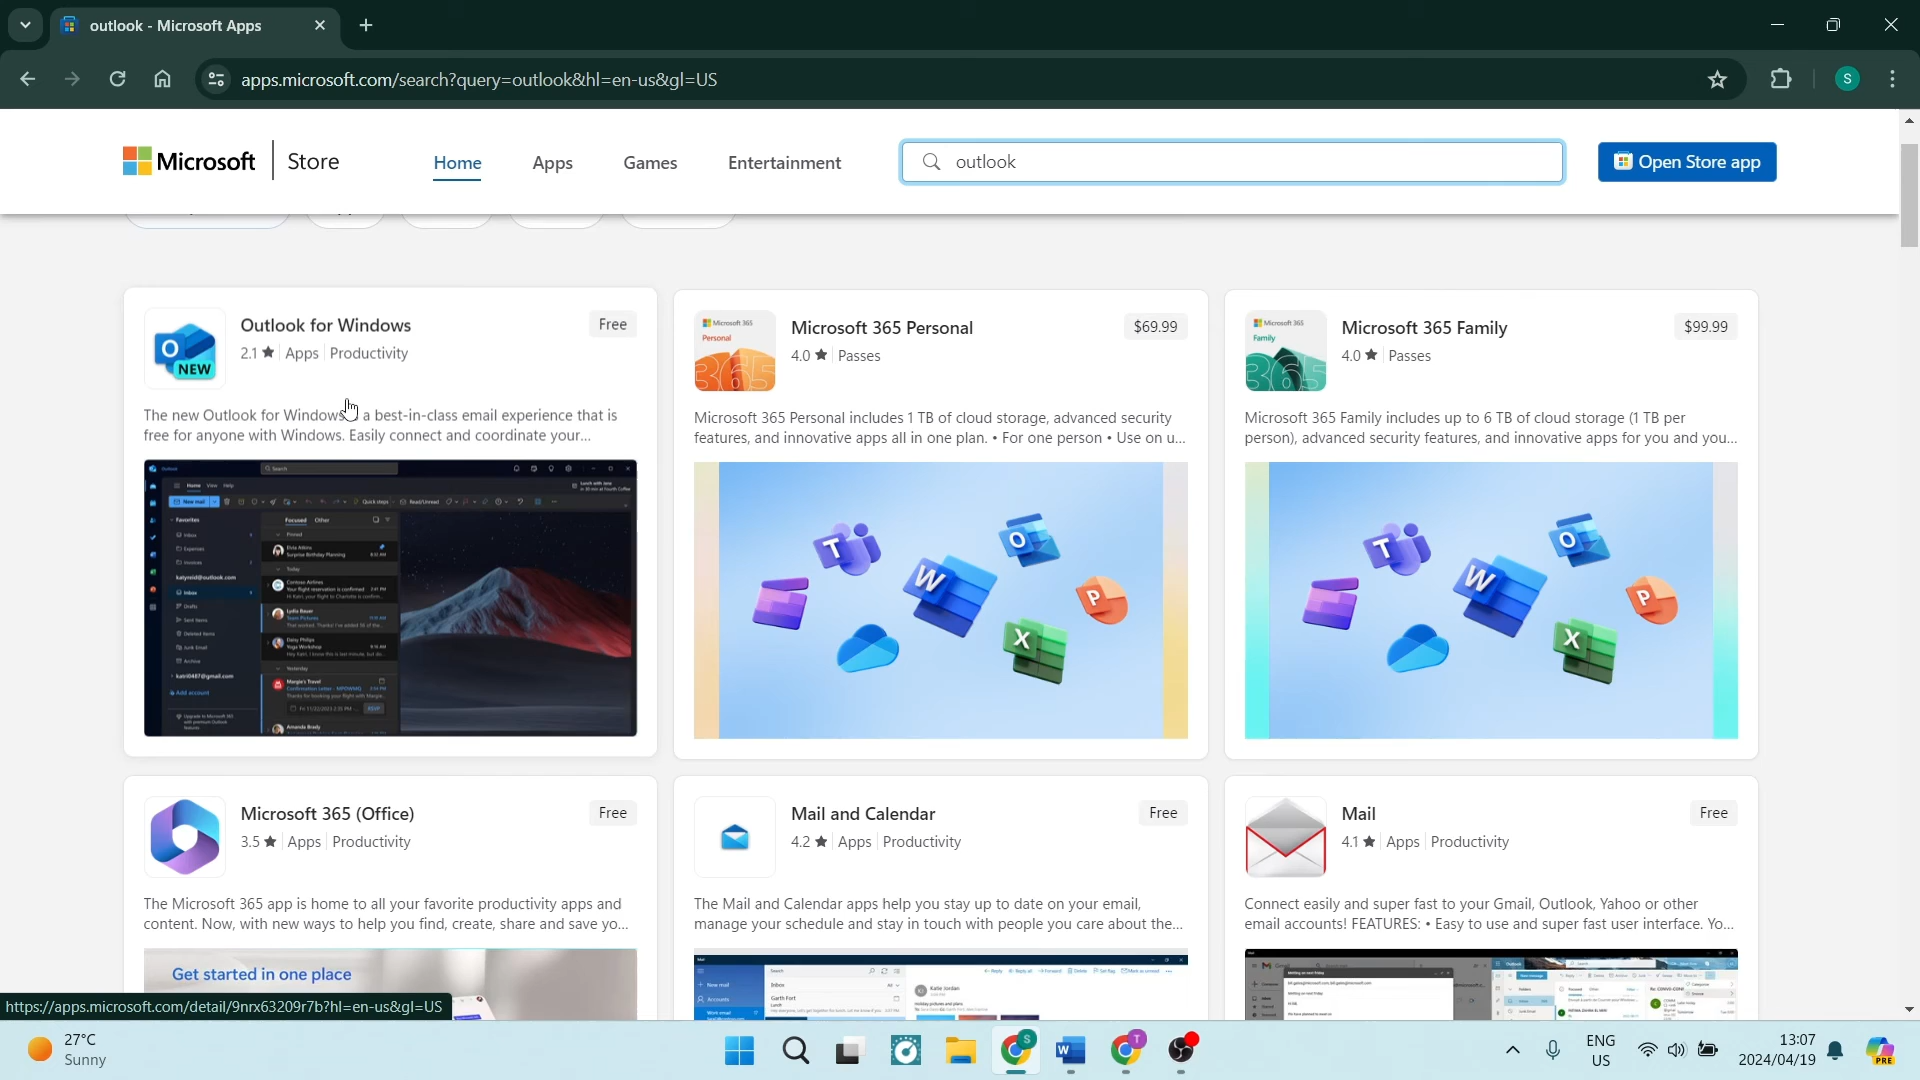 outlook - Microsoft Apps
apps.microsoft.com/search?query=outlook&hl=en-us&gl=US
S
Microsoft Store
Home
Apps
Games
Entertainment
outlook
Open Store app
Outlook for Windows
Free
2.1 ★ Apps Productivity
NEW
The new Outlook for Windows a best-in-class email experience that is
free for anyone with Windows. Easily connect and coordinate your...
Microsoft 365
Personal
Microsoft 365 Personal
$69.99
4.0 ★ Passes
Microsoft 365 Personal includes 1 TB of cloud storage, advanced security
features, and innovative apps all in one plan. • For one person • Use on u...
Microsoft 365
Family
Microsoft 365 Family
$99.99
4.0 ★ Passes
Microsoft 365 Family includes up to 6 TB of cloud storage (1 TB per
person), advanced security features, and innovative apps for you and you...
Microsoft 365 (Office)
Free
3.5 ★ Apps Productivity
The Microsoft 365 app is home to all your favorite productivity apps and
content. Now, with new ways to help you find, create, share and save yo...
Get started in one place
Mail and Calendar
Free
4.2 ★ Apps Productivity
The Mail and Calendar apps help you stay up to date on your email,
manage your schedule and stay in touch with people you care about the...
Mail
Free
4.1 ★ Apps Productivity
Connect easily and super fast to your Gmail, Outlook, Yahoo or other
email accounts! FEATURES: • Easy to use and super fast user interface. Yo...
https://apps.microsoft.com/detail/9nrx63209r7b?hl=en-us&gl=US
27°C
Sunny
ENG
US
13:07
2024/04/19
PRE